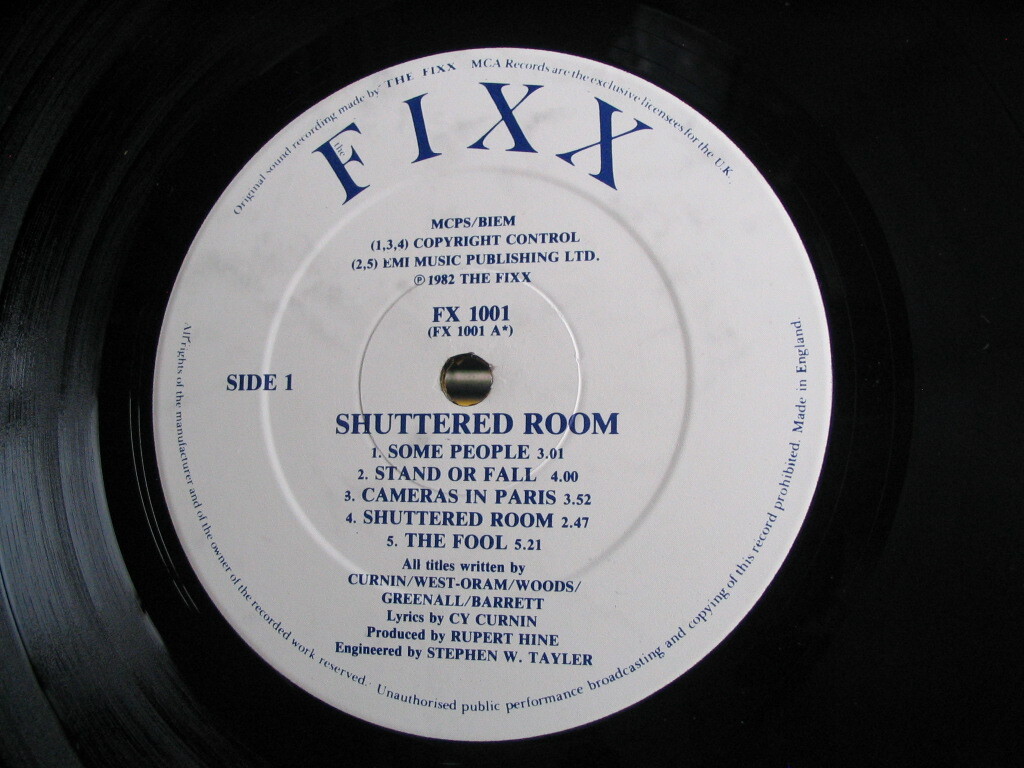 Original sound recording made by THE FIXX MCA Records are the exclusive licensees for the U.K.
the
FIXX
MCPS/BIEM
(1,3,4) COPYRIGHT CONTROL
(2,5) EMI MUSIC PUBLISHING LTD.
℗ 1982 THE FIXX
FX 1001
(FX 1001 A*)
SIDE 1
SHUTTERED ROOM
1. SOME PEOPLE 3.01
2. STAND OR FALL 4.00
3. CAMERAS IN PARIS 3.52
4. SHUTTERED ROOM 2.47
5. THE FOOL 5.21
All titles written by
CURNIN/WEST-ORAM/WOODS/
GREENALL/BARRETT
Lyrics by CY CURNIN
Produced by RUPERT HINE
Engineered by STEPHEN W. TAYLER
All rights of the manufacturer and of the owner of the recorded work reserved. Unauthorised public performance broadcasting and copying of this record prohibited. Made in England.